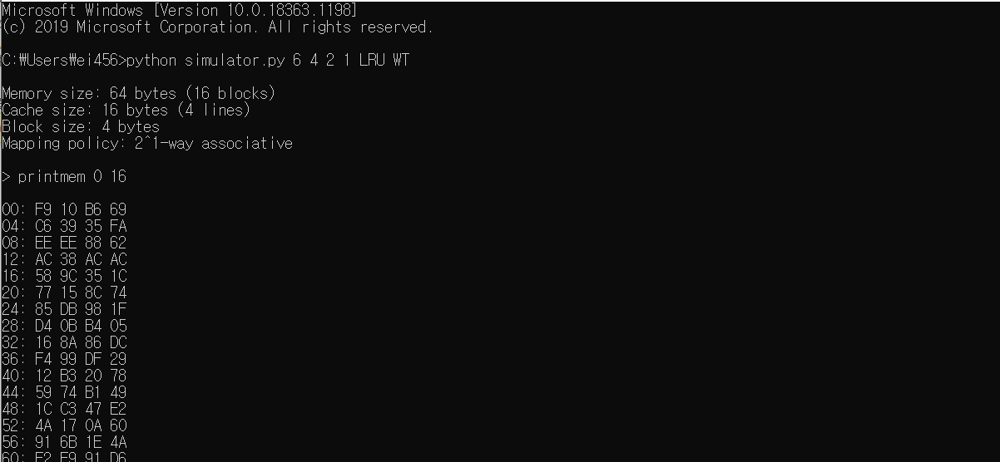 Microsoft Windows [Version 10.0.18363.1198]
(c) 2019 Microsoft Corporation. All rights reserved.
C:₩Users₩ei456>python simulator.py 6 4 2 1 LRU WT
Memory size: 64 bytes (16 blocks)
Cache size: 16 bytes (4 lines)
Block size: 4 bytes
Mapping policy: 2^1-way associative
> printmem 0 16
00: F9 10 B6 69
04: C6 39 35 FA
08: EE EE 88 62
12: AC 38 AC AC
16: 58 9C 35 1C
20: 77 15 8C 74
24: 85 DB 98 1F
28: D4 0B B4 05
32: 16 8A 86 DC
36: F4 99 DF 29
40: 12 B3 20 78
44: 59 74 B1 49
48: 1C C3 47 E2
52: 4A 17 0A 60
56: 91 6B 1E 4A
60: 91 D6